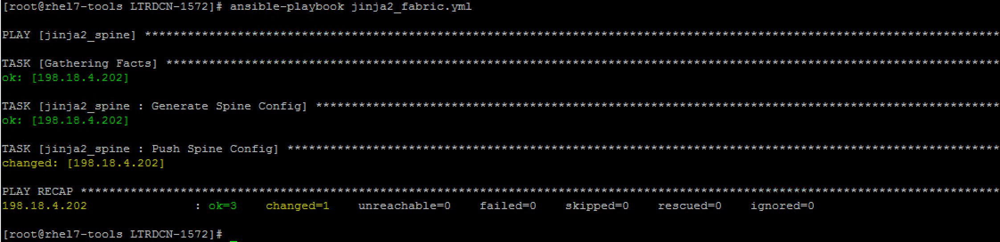 [root@rhel7-tools LTRDCN-1572]# ansible-playbook jinja2_fabric.yml
PLAY [jinja2_spine] ************************************************************************************************************************
TASK [Gathering Facts] *********************************************************************************************************************
ok: [198.18.4.202]
TASK [jinja2_spine : Generate Spine Config] ************************************************************************************************
ok: [198.18.4.202]
TASK [jinja2_spine : Push Spine Config] ****************************************************************************************************
changed: [198.18.4.202]
PLAY RECAP *********************************************************************************************************************************
198.18.4.202 : ok=3 changed=1 unreachable=0 failed=0 skipped=0 rescued=0 ignored=0
[root@rhel7-tools LTRDCN-1572]#